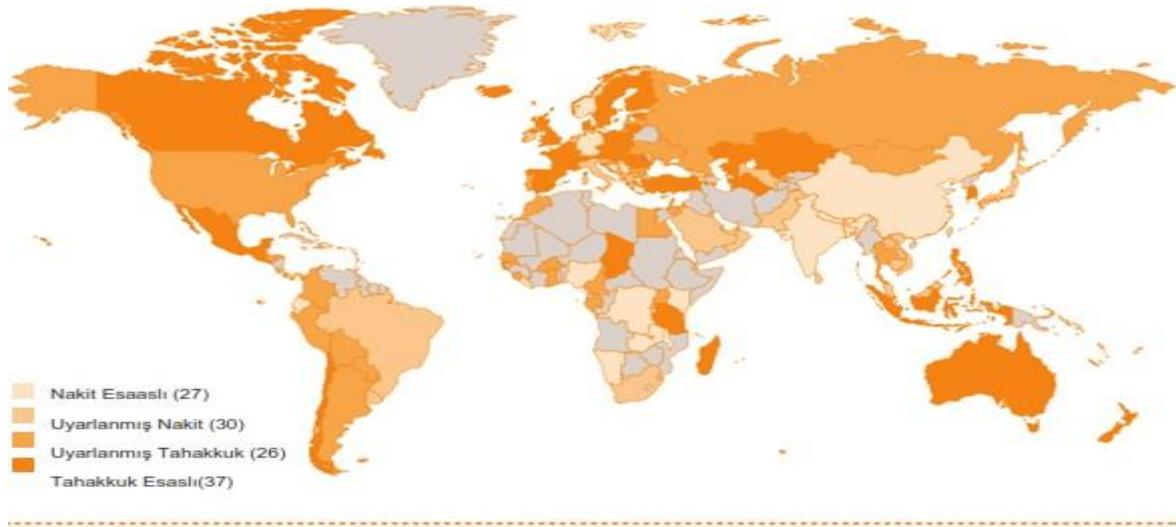 Nakit Esaaslı (27)
Uyarlanmış Nakit (30)
Uyarlanmış Tahakkuk (26)
Tahakkuk Esaslı(37)